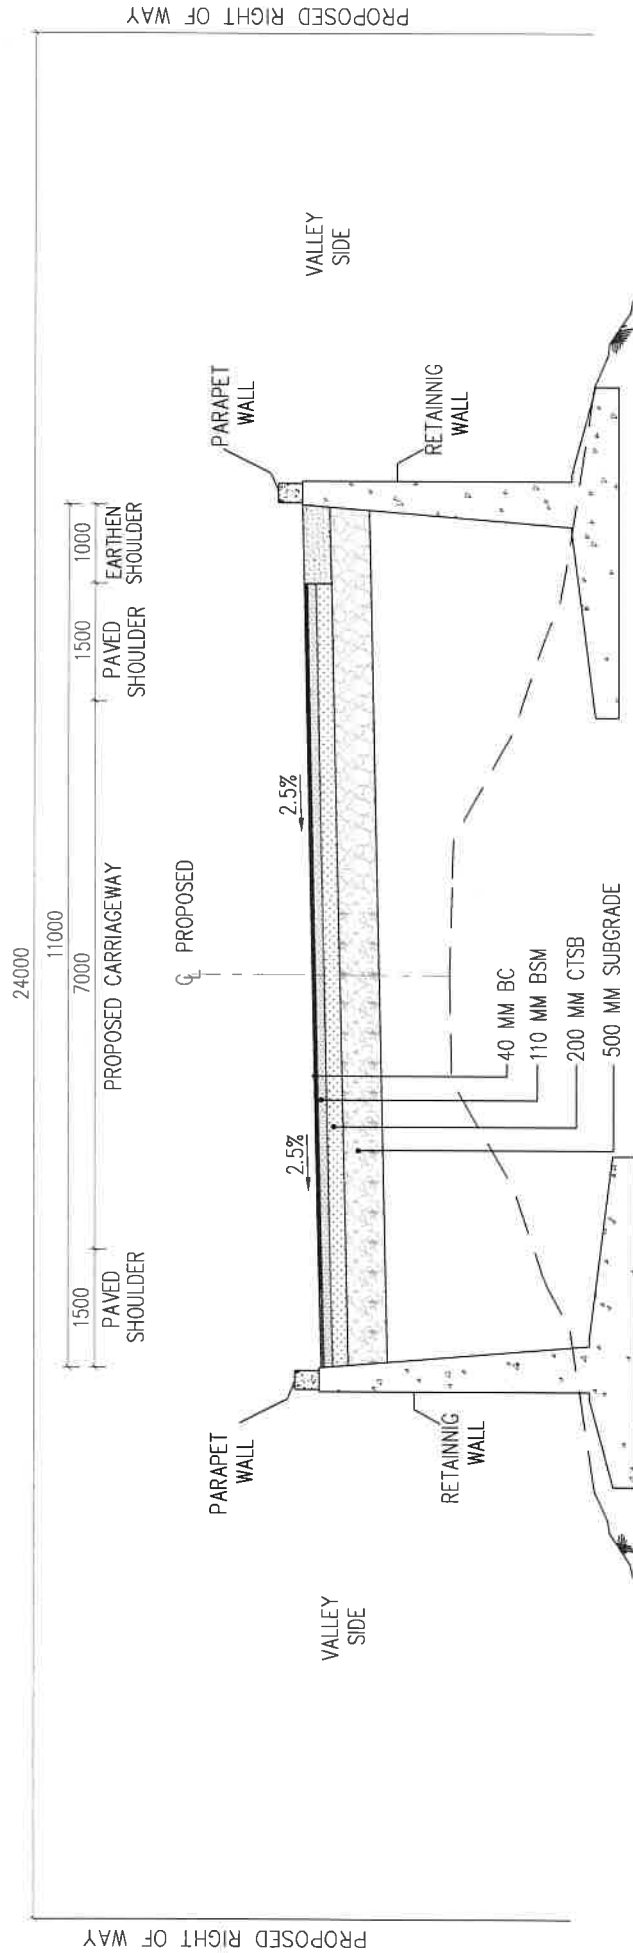 24000
11000
1500
7000
1500
1000
PAVED
SHOULDER
PROPOSED CARRIAGEWAY
PAVED
SHOULDER
EARTHEN
SHOULDER
PROPOSED RIGHT OF WAY
PROPOSED RIGHT OF WAY
℄ PROPOSED
PARAPET
WALL
PARAPET
WALL
2.5%
2.5%
VALLEY
SIDE
VALLEY
SIDE
RETAINNIG
WALL
RETAINNIG
WALL
40 MM BC
110 MM BSM
200 MM CTSB
500 MM SUBGRADE